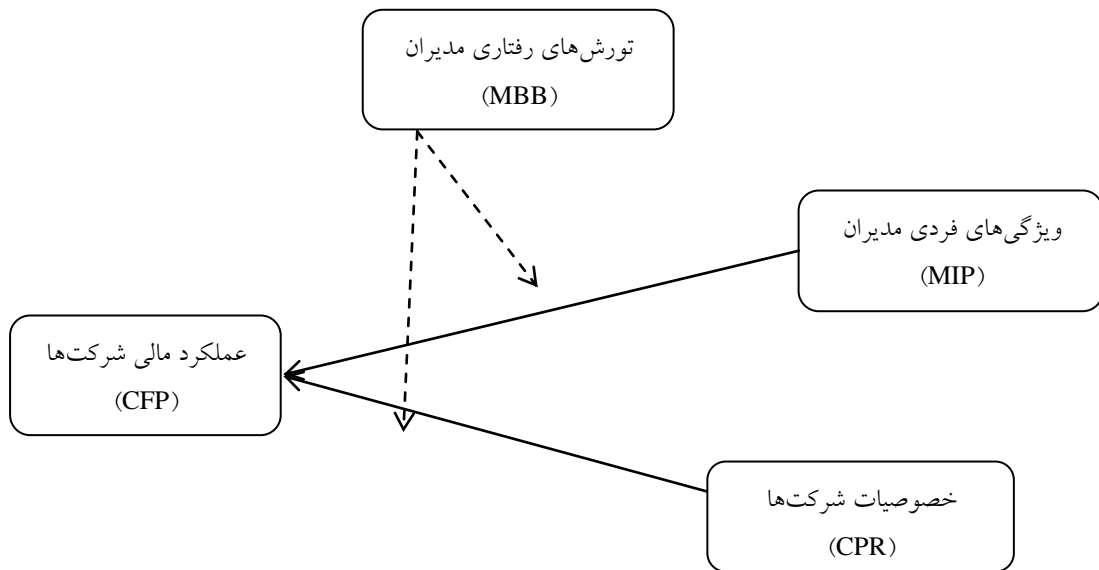 تورش‌های رفتاری مدیران
(MBB)
ویژگی‌های فردی مدیران
(MIP)
عملکرد مالی شرکت‌ها
(CFP)
خصوصیات شرکت‌ها
(CPR)